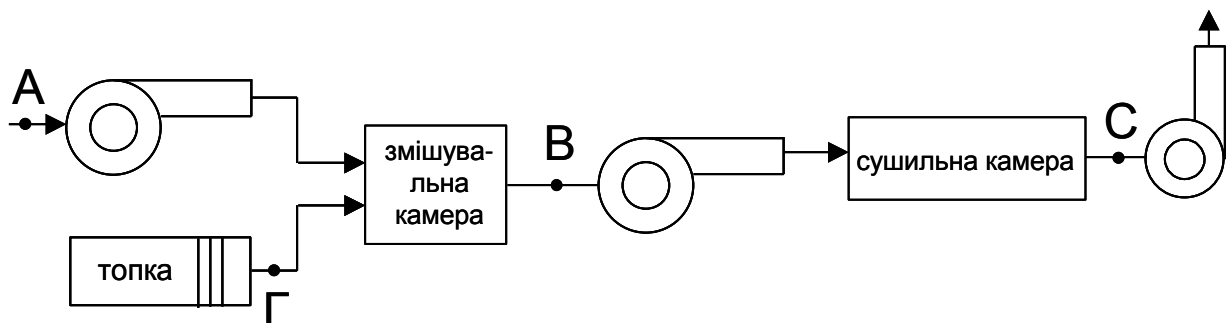 А
змішува-
льна
камера
В
сушильна камера
С
топка
Г